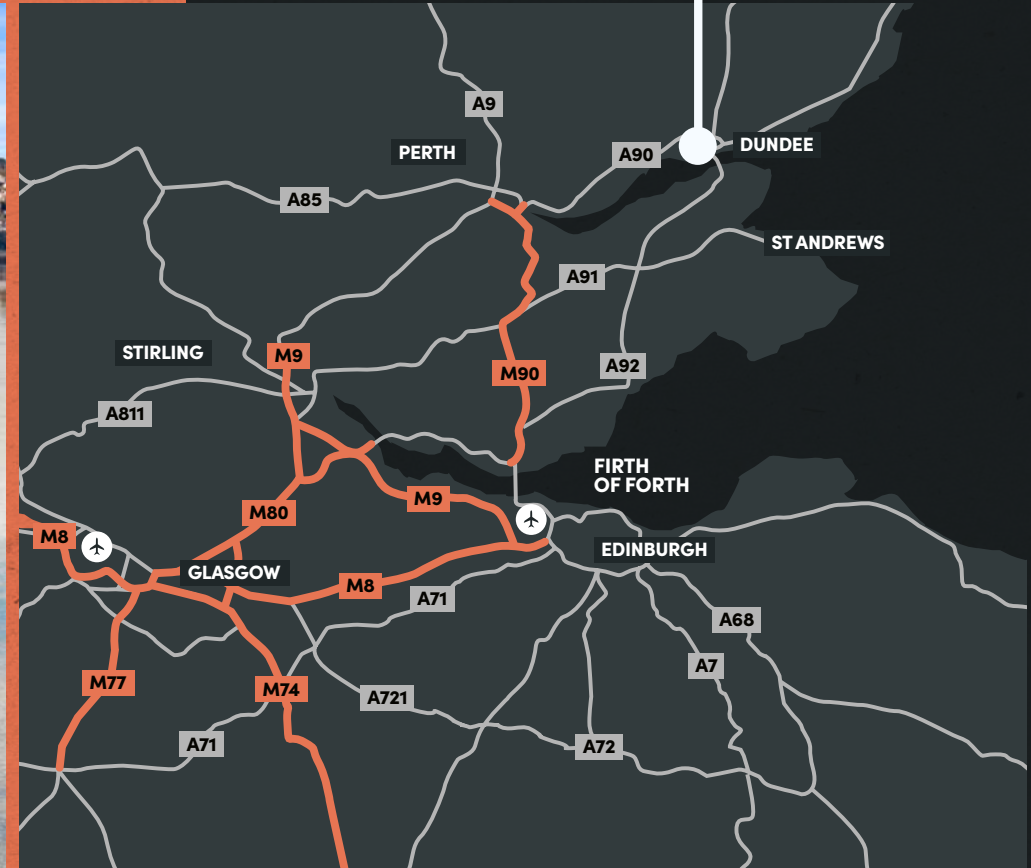 A9
DUNDEE
PERTH
A90
A85
ST ANDREWS
A91
STIRLING
M9
A92
M90
A811
FIRTH
OF FORTH
M9
M80
M8
EDINBURGH
GLASGOW
M8
A71
A68
A7
M77
M74
A721
A71
A72